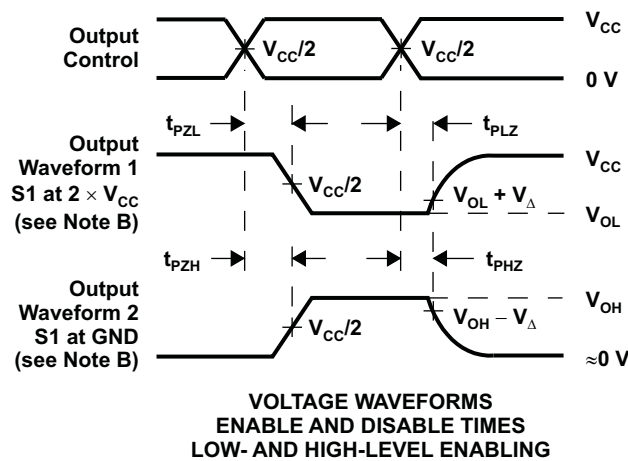 Output
Control
V_CC/2
V_CC/2
V_CC
0 V
t_PZL
t_PLZ
Output
Waveform 1
S1 at 2 × V_CC
(see Note B)
V_CC/2
V_OL + V_Δ
V_CC
V_OL
t_PZH
t_PHZ
Output
Waveform 2
S1 at GND
(see Note B)
V_CC/2
V_OH − V_Δ
V_OH
≈0 V
VOLTAGE WAVEFORMS
ENABLE AND DISABLE TIMES
LOW- AND HIGH-LEVEL ENABLING